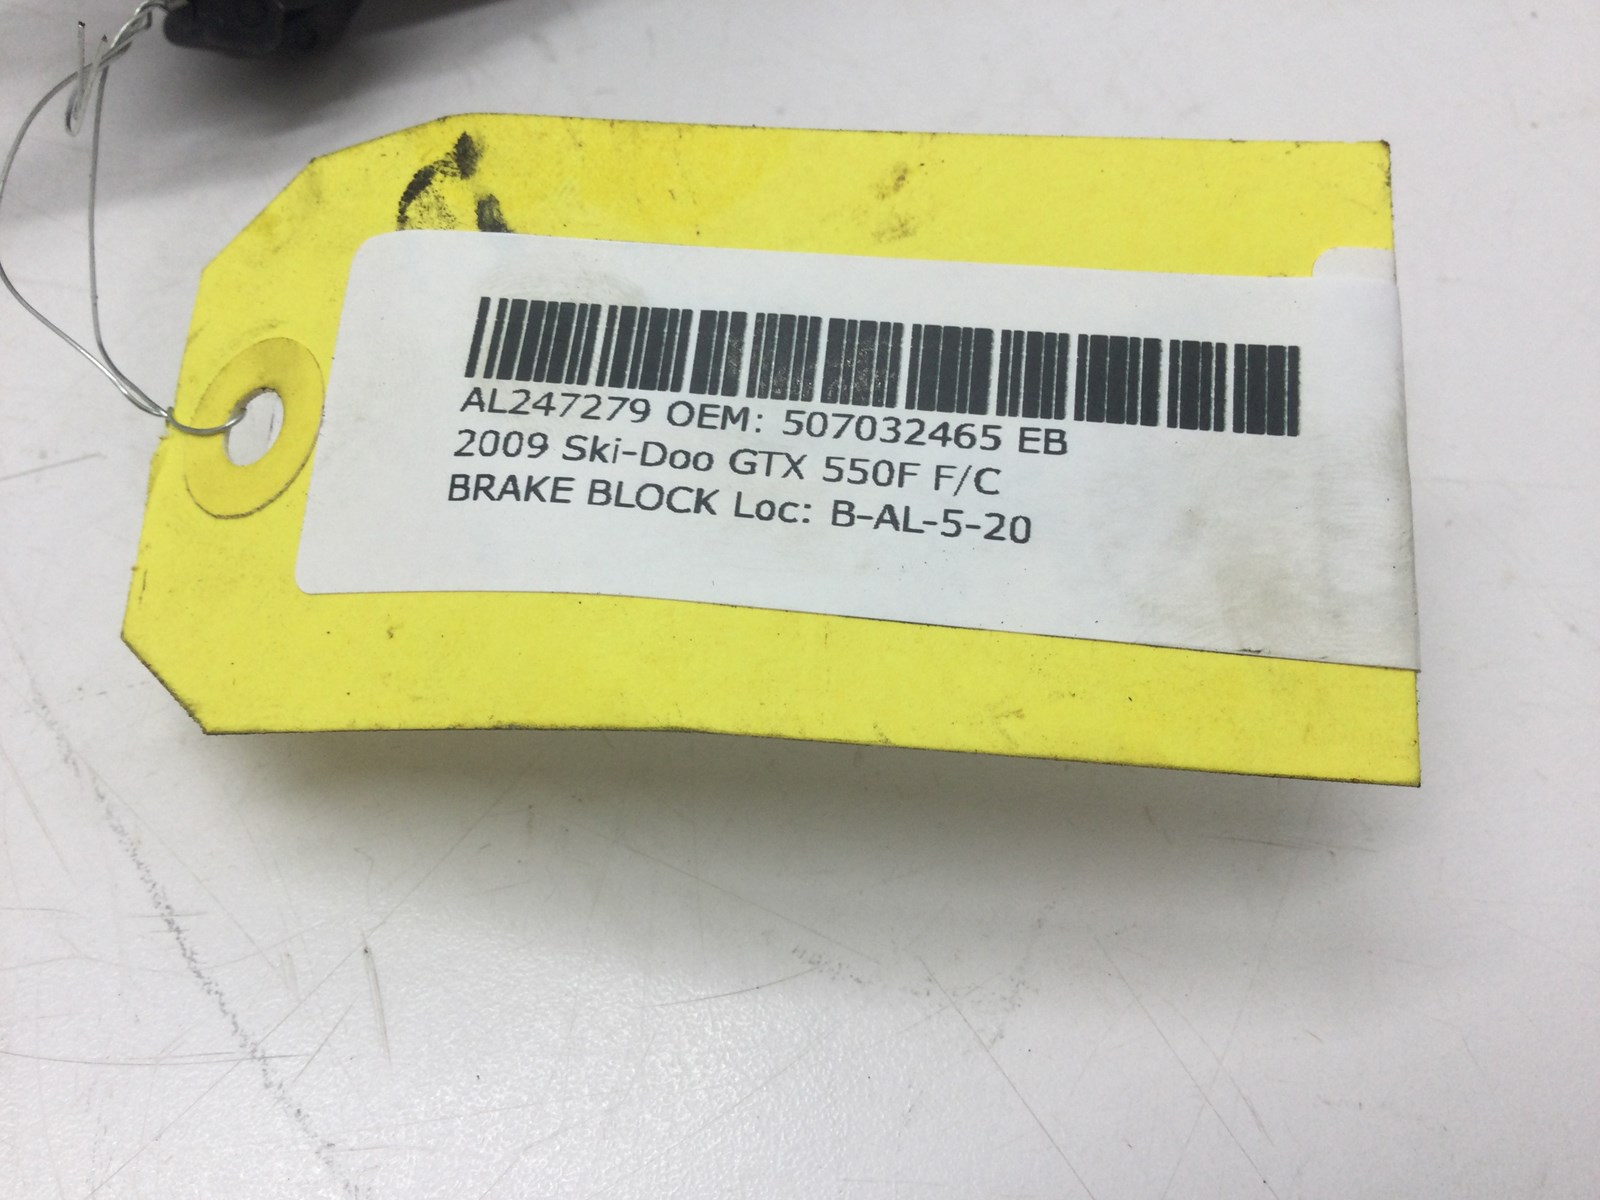 AL247279 OEM: 507032465 EB
2009 Ski-Doo GTX 550F F/C
BRAKE BLOCK Loc: B-AL-5-20